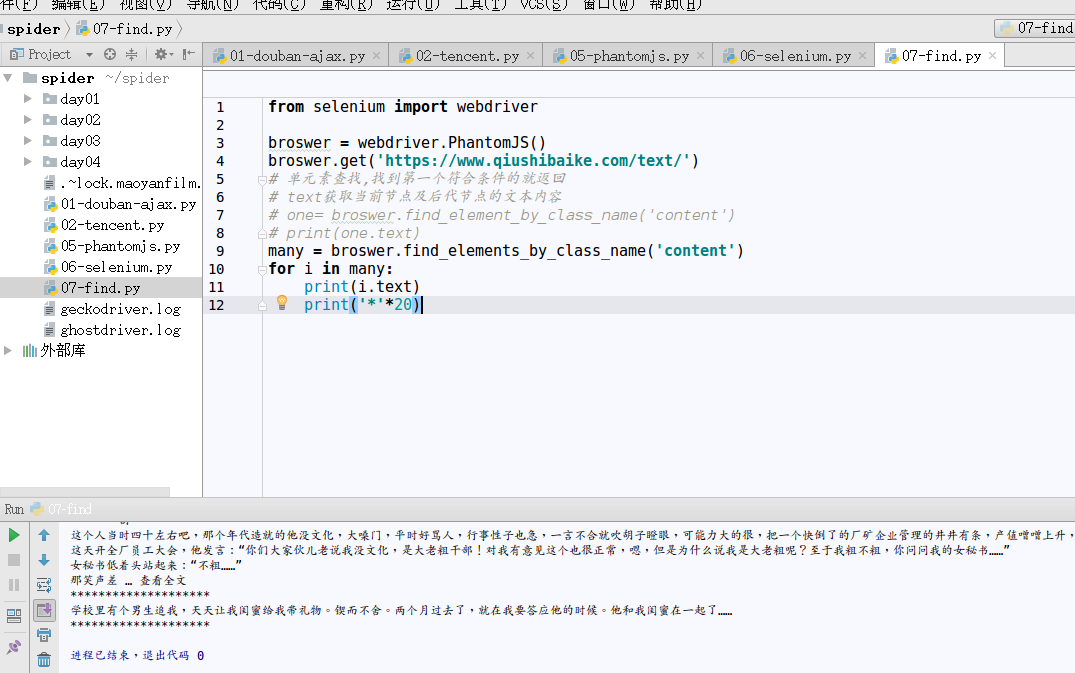 件(F) 编辑(E) 视图(V) 导航(N) 代码(C) 重构(R) 运行(U) 工具(T) VCS(S) 窗口(W) 帮助(H)
spider 07-find.py 07-find
Project 01-douban-ajax.py 02-tencent.py 05-phantomjs.py 06-selenium.py 07-find.py
spider ~/spider
day01
day02
day03
day04
.~lock.maoyanfilm.
01-douban-ajax.py
02-tencent.py
05-phantomjs.py
06-selenium.py
07-find.py
geckodriver.log
ghostdriver.log
外部库
1 from selenium import webdriver
2
3 broswer = webdriver.PhantomJS()
4 broswer.get('https://www.qiushibaike.com/text/')
5 # 单元素查找,找到第一个符合条件的就返回
6 # text获取当前节点及后代节点的文本内容
7 # one= broswer.find_element_by_class_name('content')
8 # print(one.text)
9 many = broswer.find_elements_by_class_name('content')
10 for i in many:
11 print(i.text)
12 print('*'*20)
Run 07-find
这个人当时四十左右吧，那个年代造就的他没文化，大嗓门，平时好骂人，行事性子也急，一言不合就吹胡子瞪眼，可能力大的很，把一个快倒了的厂矿企业管理的井井有条，产值噌噌上升，
这天开全厂员工大会，他发言：“你们大家伙儿老说我没文化，是大老粗干部！对我有意见这个也很正常，嗯，但是为什么说我是大老粗呢？至于我粗不粗，你问问我的女秘书……”
女秘书低着头站起来：“不粗……”
那笑声差 … 查看全文
********************
学校里有个男生追我，天天让我闺蜜给我带礼物。锲而不舍。两个月过去了，就在我要答应他的时候。他和我闺蜜在一起了……
********************
进程已结束，退出代码 0